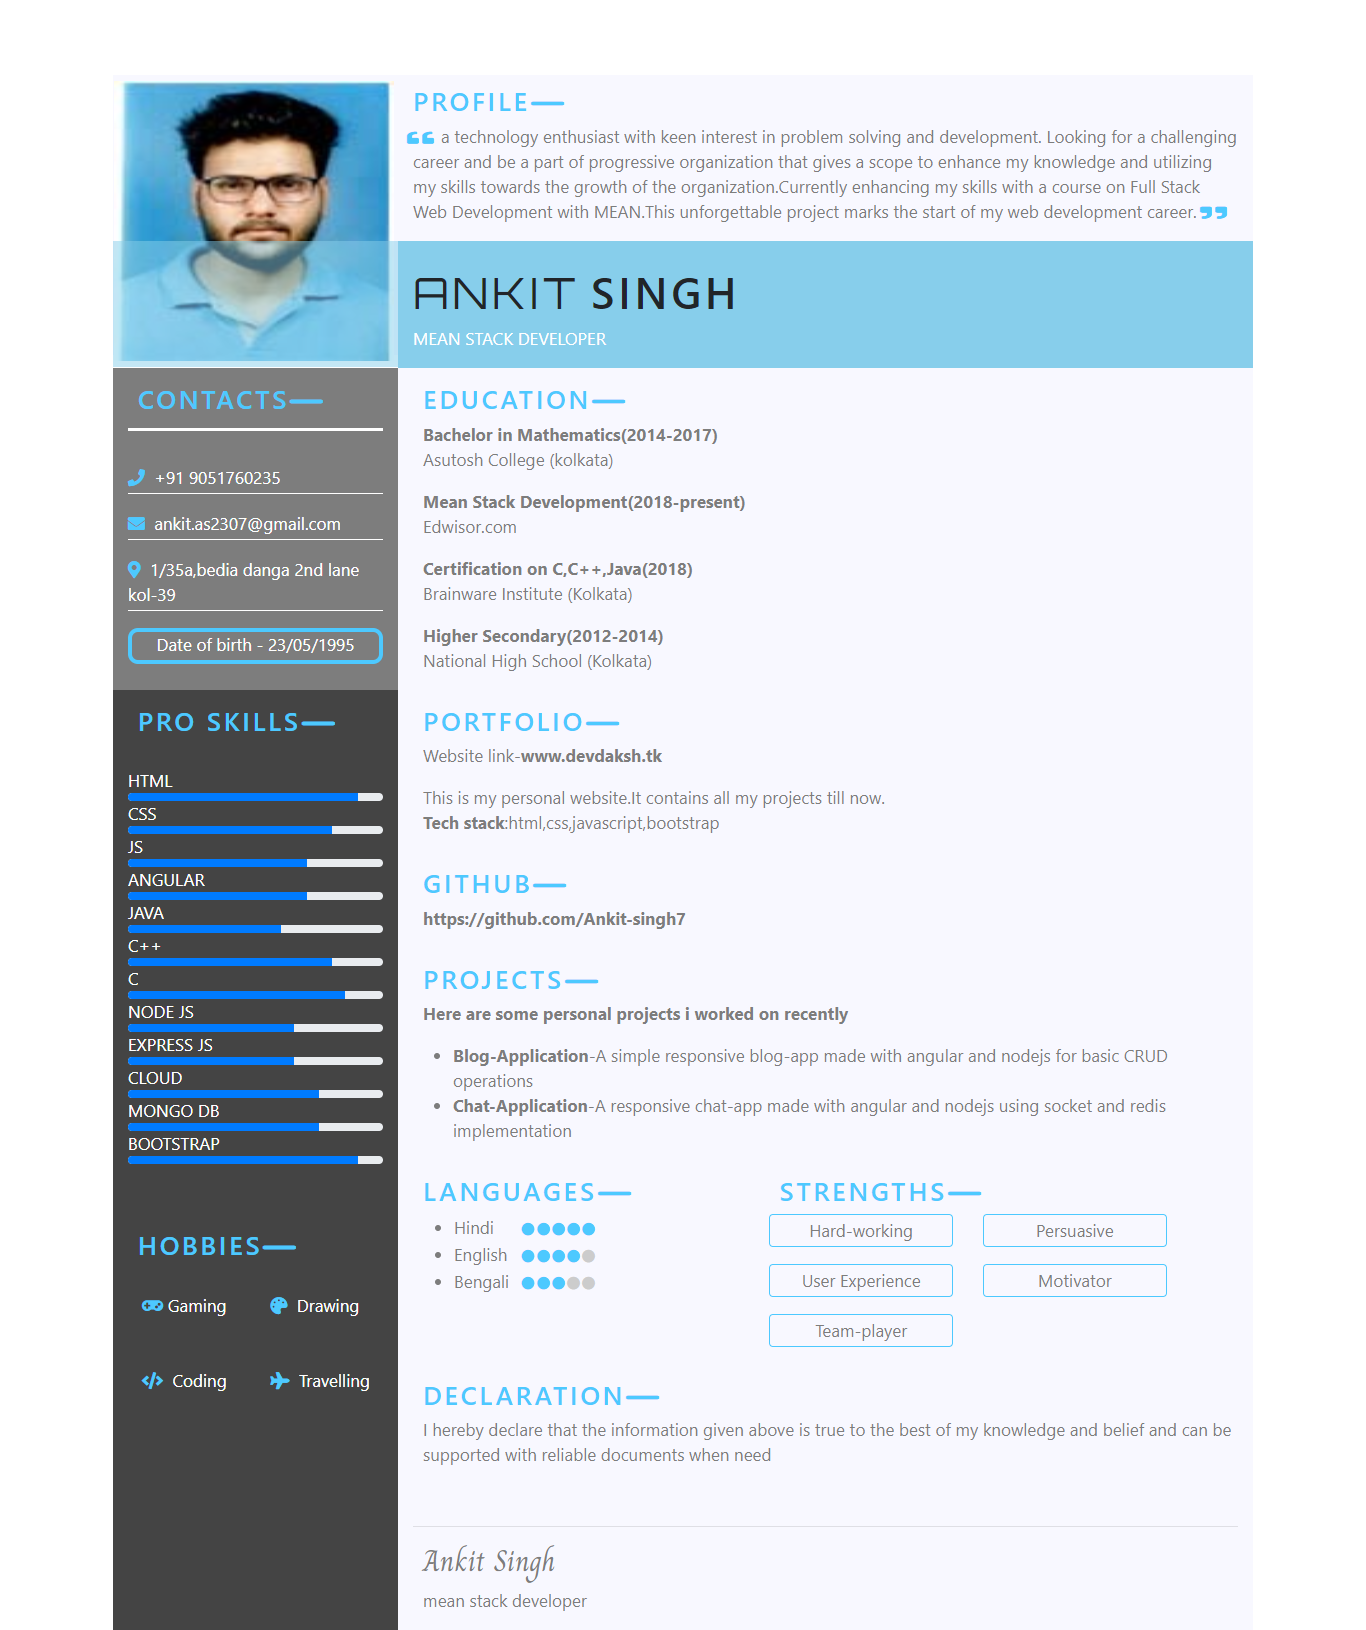 PROFILE
a technology enthusiast with keen interest in problem solving and development. Looking for a challenging
career and be a part of progressive organization that gives a scope to enhance my knowledge and utilizing
my skills towards the growth of the organization.Currently enhancing my skills with a course on Full Stack
Web Development with MEAN.This unforgettable project marks the start of my web development career.
ANKIT SINGH
MEAN STACK DEVELOPER
CONTACTS
+91 9051760235
ankit.as2307@gmail.com
1/35a,bedia danga 2nd lane
kol-39
Date of birth - 23/05/1995
PRO SKILLS
HTML
CSS
JS
ANGULAR
JAVA
C++
C
NODE JS
EXPRESS JS
CLOUD
MONGO DB
BOOTSTRAP
HOBBIES
Gaming
Drawing
Coding
Travelling
EDUCATION
Bachelor in Mathematics(2014-2017)
Asutosh College (kolkata)
Mean Stack Development(2018-present)
Edwisor.com
Certification on C,C++,Java(2018)
Brainware Institute (Kolkata)
Higher Secondary(2012-2014)
National High School (Kolkata)
PORTFOLIO
Website link-www.devdaksh.tk
This is my personal website.It contains all my projects till now.
Tech stack:html,css,javascript,bootstrap
GITHUB
https://github.com/Ankit-singh7
PROJECTS
Here are some personal projects i worked on recently
Blog-Application-A simple responsive blog-app made with angular and nodejs for basic CRUD
operations
Chat-Application-A responsive chat-app made with angular and nodejs using socket and redis
implementation
LANGUAGES
Hindi
English
Bengali
STRENGTHS
Hard-working
Persuasive
User Experience
Motivator
Team-player
DECLARATION
I hereby declare that the information given above is true to the best of my knowledge and belief and can be
supported with reliable documents when need
Ankit Singh
mean stack developer